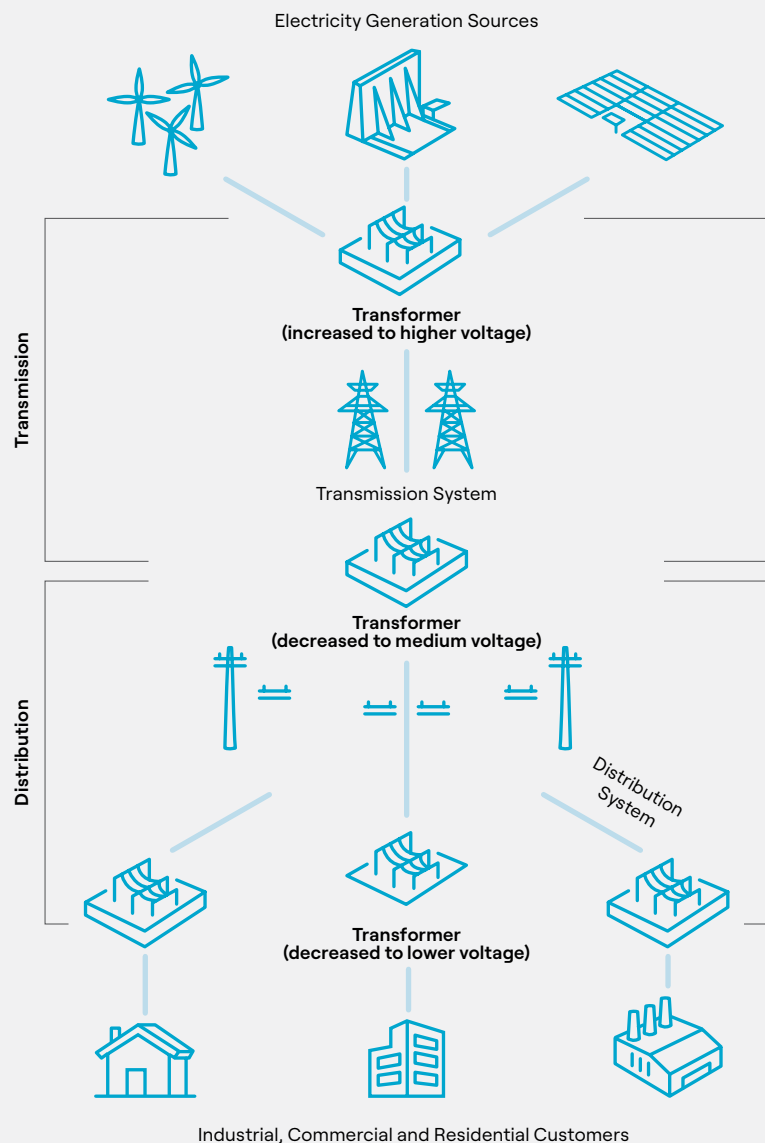 Electricity Generation Sources
Transmission
Transformer
(increased to higher voltage)
Transmission System
Transformer
(decreased to medium voltage)
Distribution
Distribution
System
Transformer
(decreased to lower voltage)
Industrial, Commercial and Residential Customers